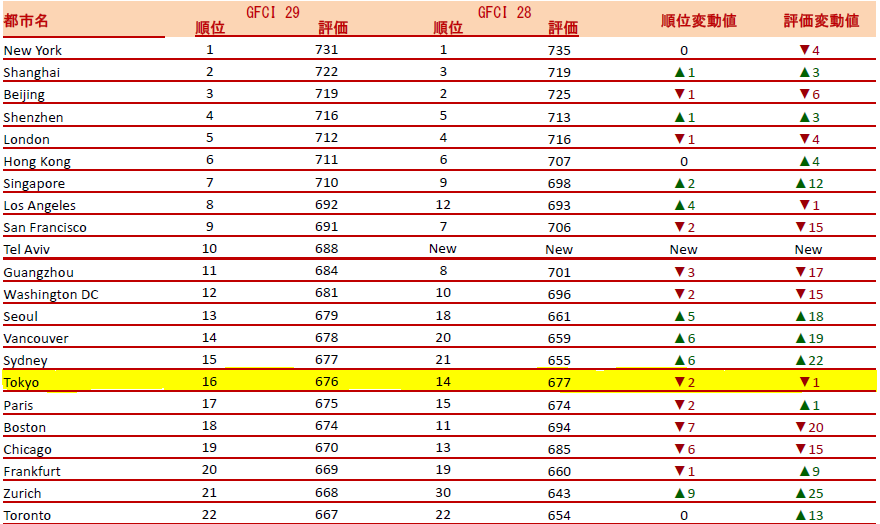 都市名 GFCI 29 GFCI 28 順位変動値 評価変動値
順位 評価 順位 評価
New York 1 731 1 735 0 ▼4
Shanghai 2 722 3 719 ▲1 ▲3
Beijing 3 719 2 725 ▼1 ▼6
Shenzhen 4 716 5 713 ▲1 ▲3
London 5 712 4 716 ▼1 ▼4
Hong Kong 6 711 6 707 0 ▲4
Singapore 7 710 9 698 ▲2 ▲12
Los Angeles 8 692 12 693 ▲4 ▼1
San Francisco 9 691 7 706 ▼2 ▼15
Tel Aviv 10 688 New New New New
Guangzhou 11 684 8 701 ▼3 ▼17
Washington DC 12 681 10 696 ▼2 ▼15
Seoul 13 679 18 661 ▲5 ▲18
Vancouver 14 678 20 659 ▲6 ▲19
Sydney 15 677 21 655 ▲6 ▲22
Tokyo 16 676 14 677 ▼2 ▼1
Paris 17 675 15 674 ▼2 ▲1
Boston 18 674 11 694 ▼7 ▼20
Chicago 19 670 13 685 ▼6 ▼15
Frankfurt 20 669 19 660 ▼1 ▲9
Zurich 21 668 30 643 ▲9 ▲25
Toronto 22 667 22 654 0 ▲13